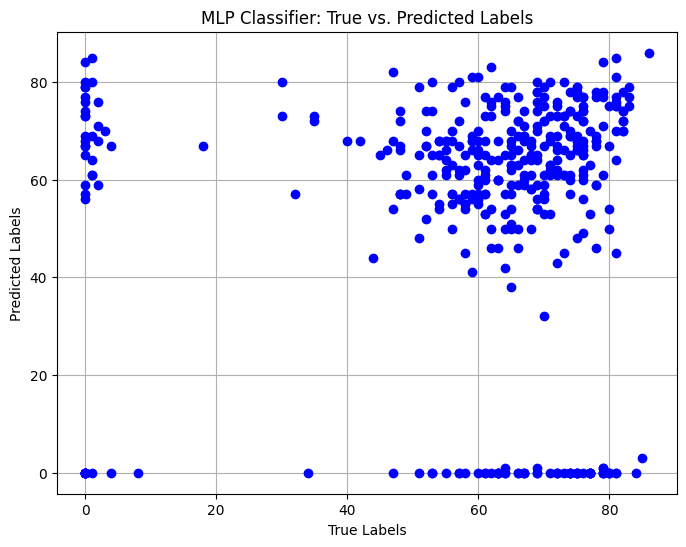 MLP Classifier: True vs. Predicted Labels
80
60
40
20
0
Predicted Labels
0 20 40 60 80
True Labels